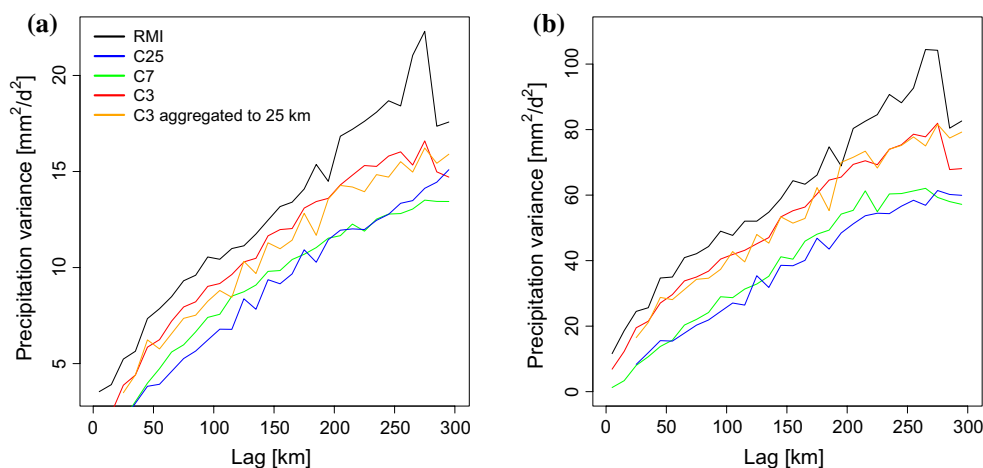 (a)
RMI
C25
C7
C3
C3 aggregated to 25 km
Precipitation variance [mm²/d²]
5 10 15 20
0 50 100 150 200 250 300
Lag [km]
(b)
Precipitation variance [mm²/d²]
0 20 40 60 80 100
0 50 100 150 200 250 300
Lag [km]